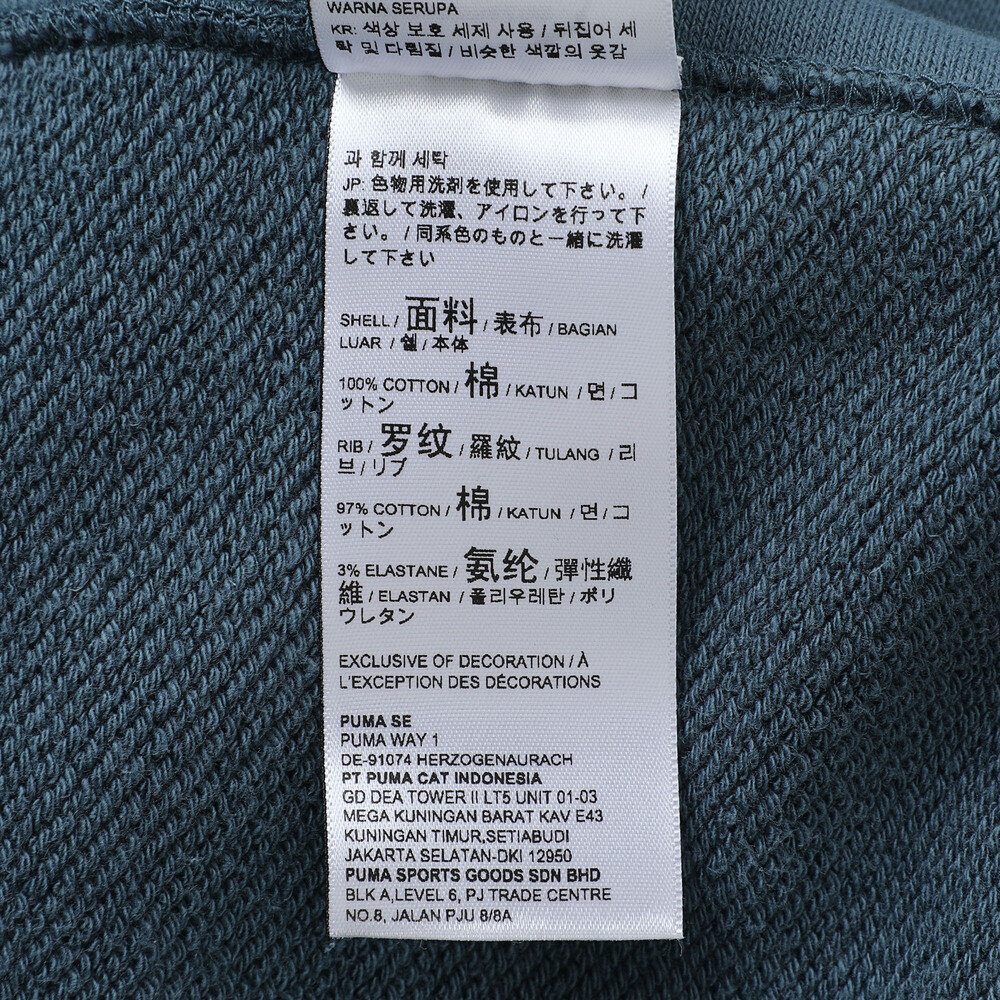 WARNA SERUPA
KR: 색상 보호 세제 사용 / 뒤집어 세
탁 및 다림질 / 비슷한 색깔의 옷감
과 함께 세탁
JP: 色物用洗剤を使用して下さい。 /
裏返して洗濯、アイロンを行って下
さい。 / 同系色のものと一緒に洗濯
して下さい
SHELL / 面料 / 表布 / BAGIAN
LUAR / 쉘 / 本体
100% COTTON / 棉 / KATUN / 면 / コ
ットン
RIB / 罗纹 / 羅紋 / TULANG / 리
브 / リブ
97% COTTON / 棉 / KATUN / 면 / コ
ットン
3% ELASTANE / 氨纶 / 彈性纖
維 / ELASTAN / 폴리우레탄 / ポリ
ウレタン
EXCLUSIVE OF DECORATION / À
L'EXCEPTION DES DÉCORATIONS
PUMA SE
PUMA WAY 1
DE-91074 HERZOGENAURACH
PT PUMA CAT INDONESIA
GD DEA TOWER II LT5 UNIT 01-03
MEGA KUNINGAN BARAT KAV E43
KUNINGAN TIMUR,SETIABUDI
JAKARTA SELATAN-DKI 12950
PUMA SPORTS GOODS SDN BHD
BLK A,LEVEL 6, PJ TRADE CENTRE
NO.8, JALAN PJU 8/8A